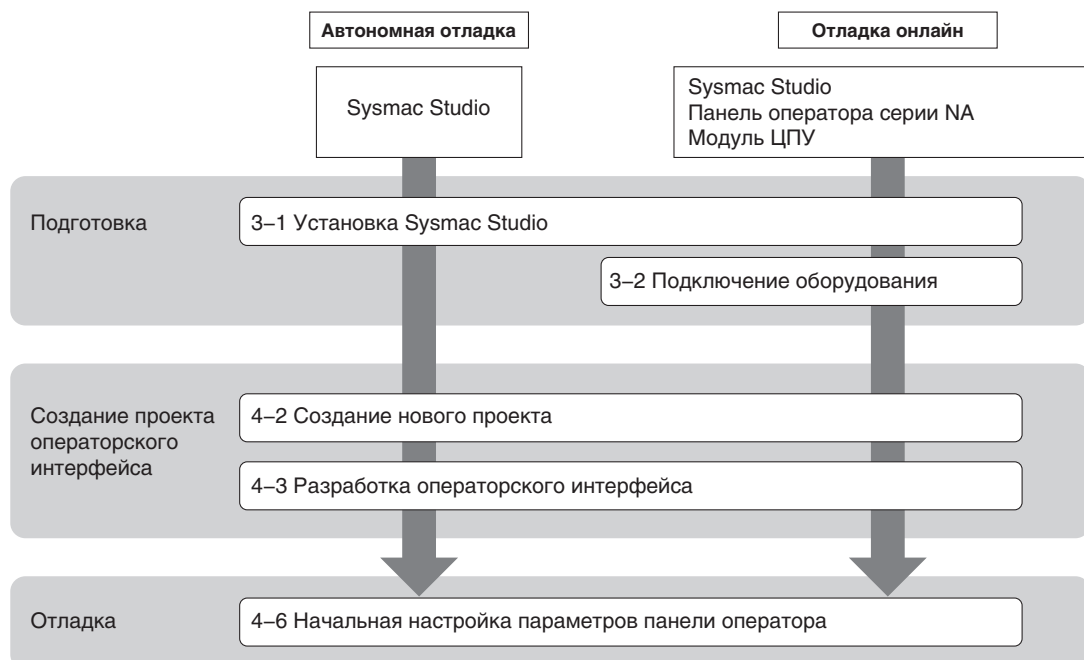 Автономная отладка
Отладка онлайн
Sysmac Studio
Sysmac Studio
Панель оператора серии NA
Модуль ЦПУ
Подготовка
3–1 Установка Sysmac Studio
3–2 Подключение оборудования
Создание проекта
операторского
интерфейса
4–2 Создание нового проекта
4–3 Разработка операторского интерфейса
Отладка
4–6 Начальная настройка параметров панели оператора